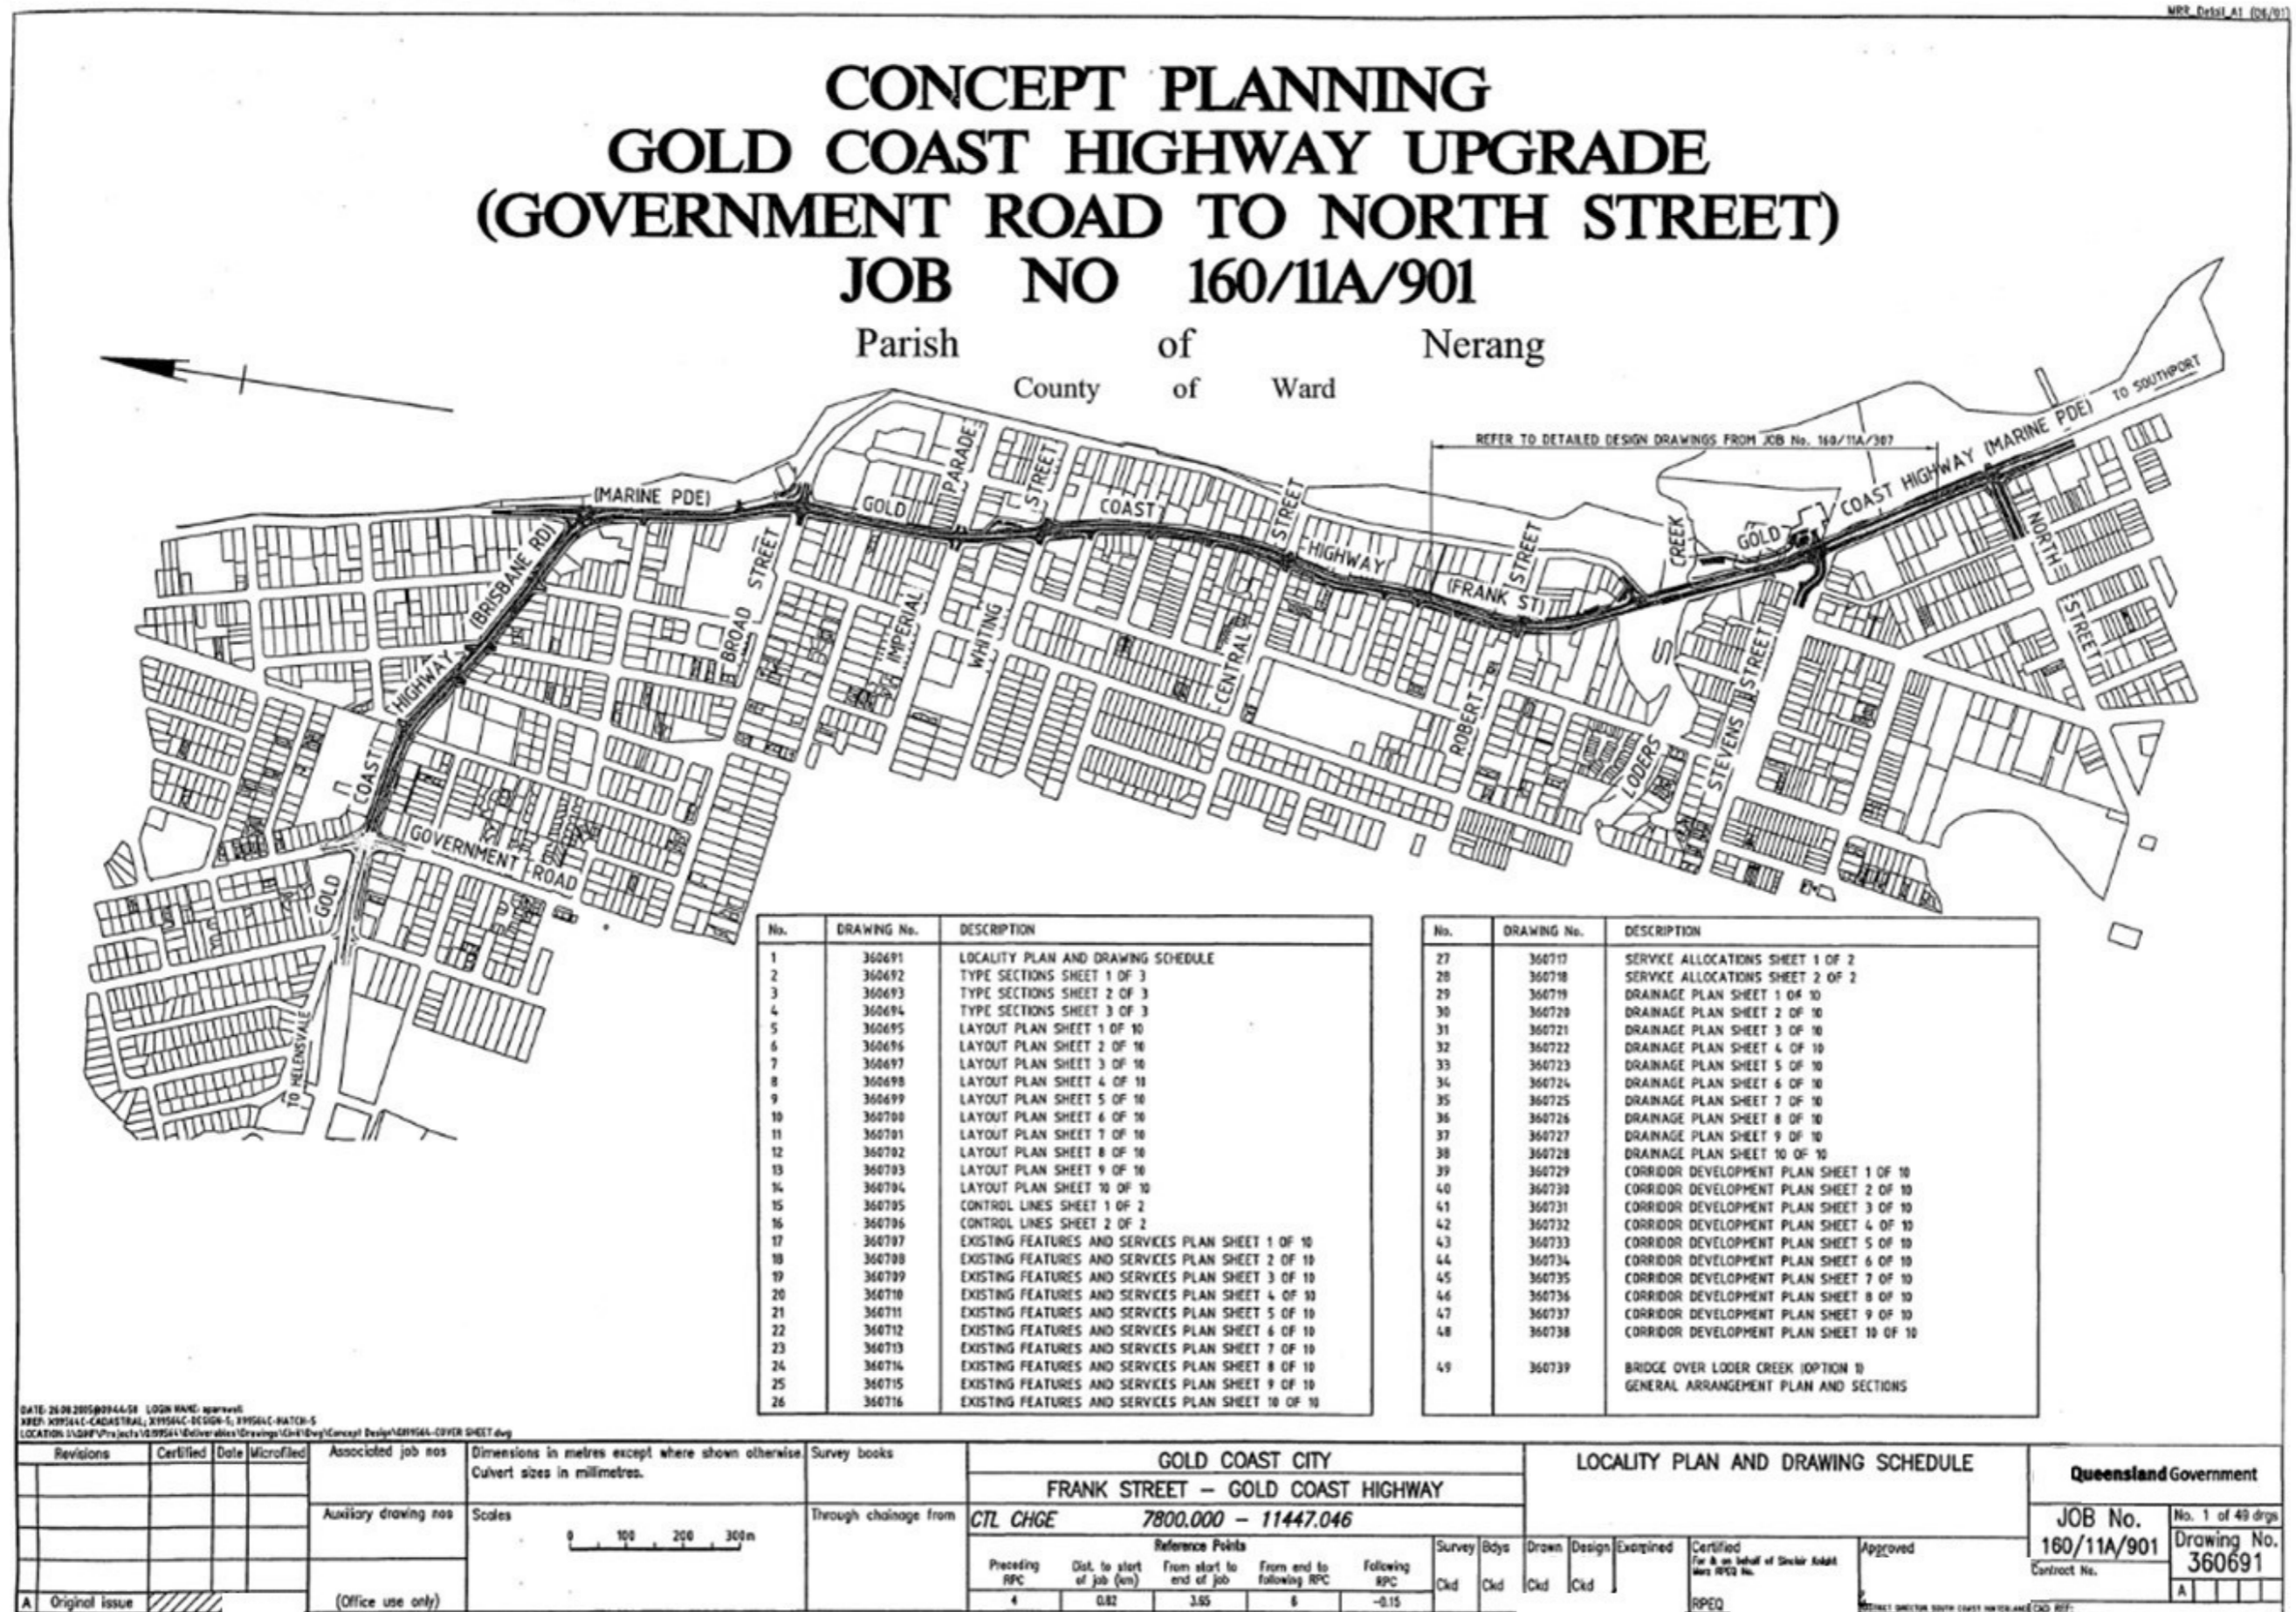 MRR_Detail_A1 (06/01)
CONCEPT PLANNING
GOLD COAST HIGHWAY UPGRADE
(GOVERNMENT ROAD TO NORTH STREET)
JOB NO 160/11A/901
Parish of Nerang
County of Ward
TO SOUTHPORT
REFER TO DETAILED DESIGN DRAWINGS FROM JOB No. 160/11A/307
COAST HIGHWAY (MARINE PDE)
(MARINE PDE)
GOLD
PARADE
STREET
COAST
STREET
HIGHWAY
STREET
(FRANK ST)
CREEK
GOLD
NORTH
STREET
(BRISBANE RD)
HIGHWAY
COAST
GOLD
BROAD
STREET
IMPERIAL
WHITING
CENTRAL
ROBERT
LODERS
STEVENS
STREET
GOVERNMENT
ROAD
TO HELENSVALE
No. DRAWING No. DESCRIPTION
1 360691 LOCALITY PLAN AND DRAWING SCHEDULE
2 360692 TYPE SECTIONS SHEET 1 OF 3
3 360693 TYPE SECTIONS SHEET 2 OF 3
4 360694 TYPE SECTIONS SHEET 3 OF 3
5 360695 LAYOUT PLAN SHEET 1 OF 10
6 360696 LAYOUT PLAN SHEET 2 OF 10
7 360697 LAYOUT PLAN SHEET 3 OF 10
8 360698 LAYOUT PLAN SHEET 4 OF 10
9 360699 LAYOUT PLAN SHEET 5 OF 10
10 360700 LAYOUT PLAN SHEET 6 OF 10
11 360701 LAYOUT PLAN SHEET 7 OF 10
12 360702 LAYOUT PLAN SHEET 8 OF 10
13 360703 LAYOUT PLAN SHEET 9 OF 10
14 360704 LAYOUT PLAN SHEET 10 OF 10
15 360705 CONTROL LINES SHEET 1 OF 2
16 360706 CONTROL LINES SHEET 2 OF 2
17 360707 EXISTING FEATURES AND SERVICES PLAN SHEET 1 OF 10
18 360708 EXISTING FEATURES AND SERVICES PLAN SHEET 2 OF 10
19 360709 EXISTING FEATURES AND SERVICES PLAN SHEET 3 OF 10
20 360710 EXISTING FEATURES AND SERVICES PLAN SHEET 4 OF 10
21 360711 EXISTING FEATURES AND SERVICES PLAN SHEET 5 OF 10
22 360712 EXISTING FEATURES AND SERVICES PLAN SHEET 6 OF 10
23 360713 EXISTING FEATURES AND SERVICES PLAN SHEET 7 OF 10
24 360714 EXISTING FEATURES AND SERVICES PLAN SHEET 8 OF 10
25 360715 EXISTING FEATURES AND SERVICES PLAN SHEET 9 OF 10
26 360716 EXISTING FEATURES AND SERVICES PLAN SHEET 10 OF 10
No. DRAWING No. DESCRIPTION
27 360717 SERVICE ALLOCATIONS SHEET 1 OF 2
28 360718 SERVICE ALLOCATIONS SHEET 2 OF 2
29 360719 DRAINAGE PLAN SHEET 1 OF 10
30 360720 DRAINAGE PLAN SHEET 2 OF 10
31 360721 DRAINAGE PLAN SHEET 3 OF 10
32 360722 DRAINAGE PLAN SHEET 4 OF 10
33 360723 DRAINAGE PLAN SHEET 5 OF 10
34 360724 DRAINAGE PLAN SHEET 6 OF 10
35 360725 DRAINAGE PLAN SHEET 7 OF 10
36 360726 DRAINAGE PLAN SHEET 8 OF 10
37 360727 DRAINAGE PLAN SHEET 9 OF 10
38 360728 DRAINAGE PLAN SHEET 10 OF 10
39 360729 CORRIDOR DEVELOPMENT PLAN SHEET 1 OF 10
40 360730 CORRIDOR DEVELOPMENT PLAN SHEET 2 OF 10
41 360731 CORRIDOR DEVELOPMENT PLAN SHEET 3 OF 10
42 360732 CORRIDOR DEVELOPMENT PLAN SHEET 4 OF 10
43 360733 CORRIDOR DEVELOPMENT PLAN SHEET 5 OF 10
44 360734 CORRIDOR DEVELOPMENT PLAN SHEET 6 OF 10
45 360735 CORRIDOR DEVELOPMENT PLAN SHEET 7 OF 10
46 360736 CORRIDOR DEVELOPMENT PLAN SHEET 8 OF 10
47 360737 CORRIDOR DEVELOPMENT PLAN SHEET 9 OF 10
48 360738 CORRIDOR DEVELOPMENT PLAN SHEET 10 OF 10
49 360739 BRIDGE OVER LODER CREEK (OPTION 1)
GENERAL ARRANGEMENT PLAN AND SECTIONS
Revisions Certified Date Microfilmed
A Original issue
Associated job nos
Auxiliary drawing nos
(Office use only)
Dimensions in metres except where shown otherwise.
Culvert sizes in millimetres.
Scales
0 100 200 300m
Survey books
Through chainage from
GOLD COAST CITY
FRANK STREET – GOLD COAST HIGHWAY
CTL CHGE 7800.000 – 11447.046
Reference Points
Preceding RPC
Dist. to start of job (km)
From start to end of job
From end to following RPC
Following RPC
4 0.82 3.65 6 -0.15
LOCALITY PLAN AND DRAWING SCHEDULE
Survey Bdys Drawn Design Examined
Ckd Ckd Ckd Ckd
Certified
For & on behalf of Sinclair Knight
Merz RPEQ No.
RPEQ
Approved
Queensland Government
JOB No.
160/11A/901
Contract No.
No. 1 of 49 drgs
Drawing No.
360691
A
CAD REF: